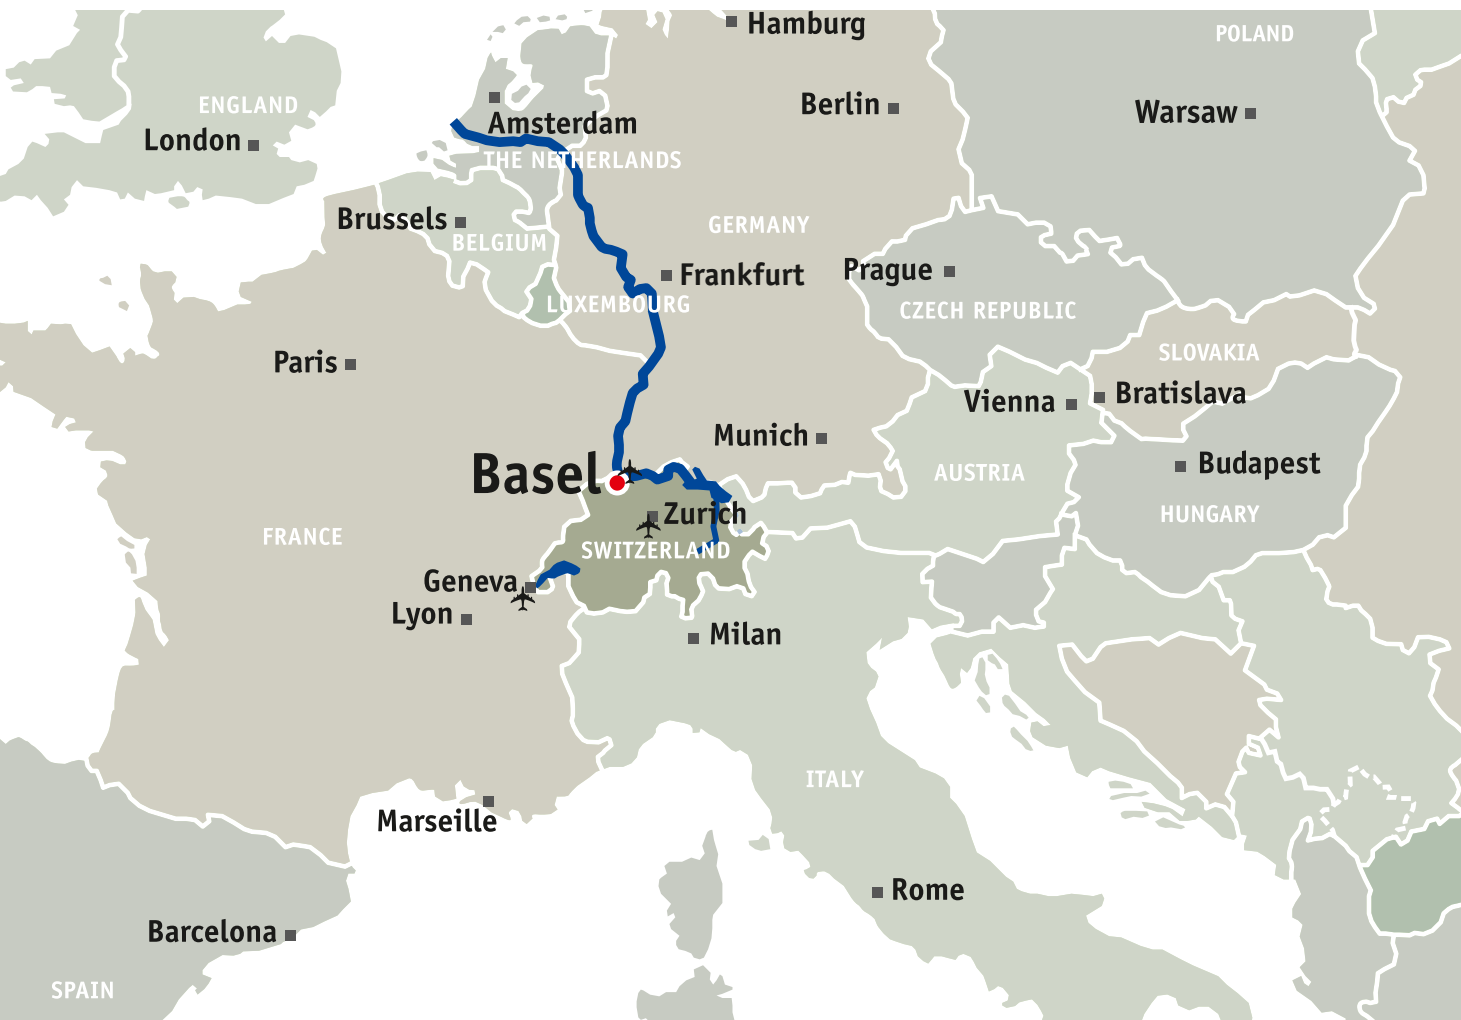 Hamburg
POLAND
ENGLAND
Berlin
Warsaw
London
Amsterdam
THE NETHERLANDS
Brussels
GERMANY
BELGIUM
Prague
Frankfurt
LUXEMBOURG
CZECH REPUBLIC
Paris
SLOVAKIA
Vienna
Bratislava
Munich
Basel
AUSTRIA
Budapest
Zurich
HUNGARY
FRANCE
SWITZERLAND
Geneva
Lyon
Milan
ITALY
Marseille
Rome
Barcelona
SPAIN